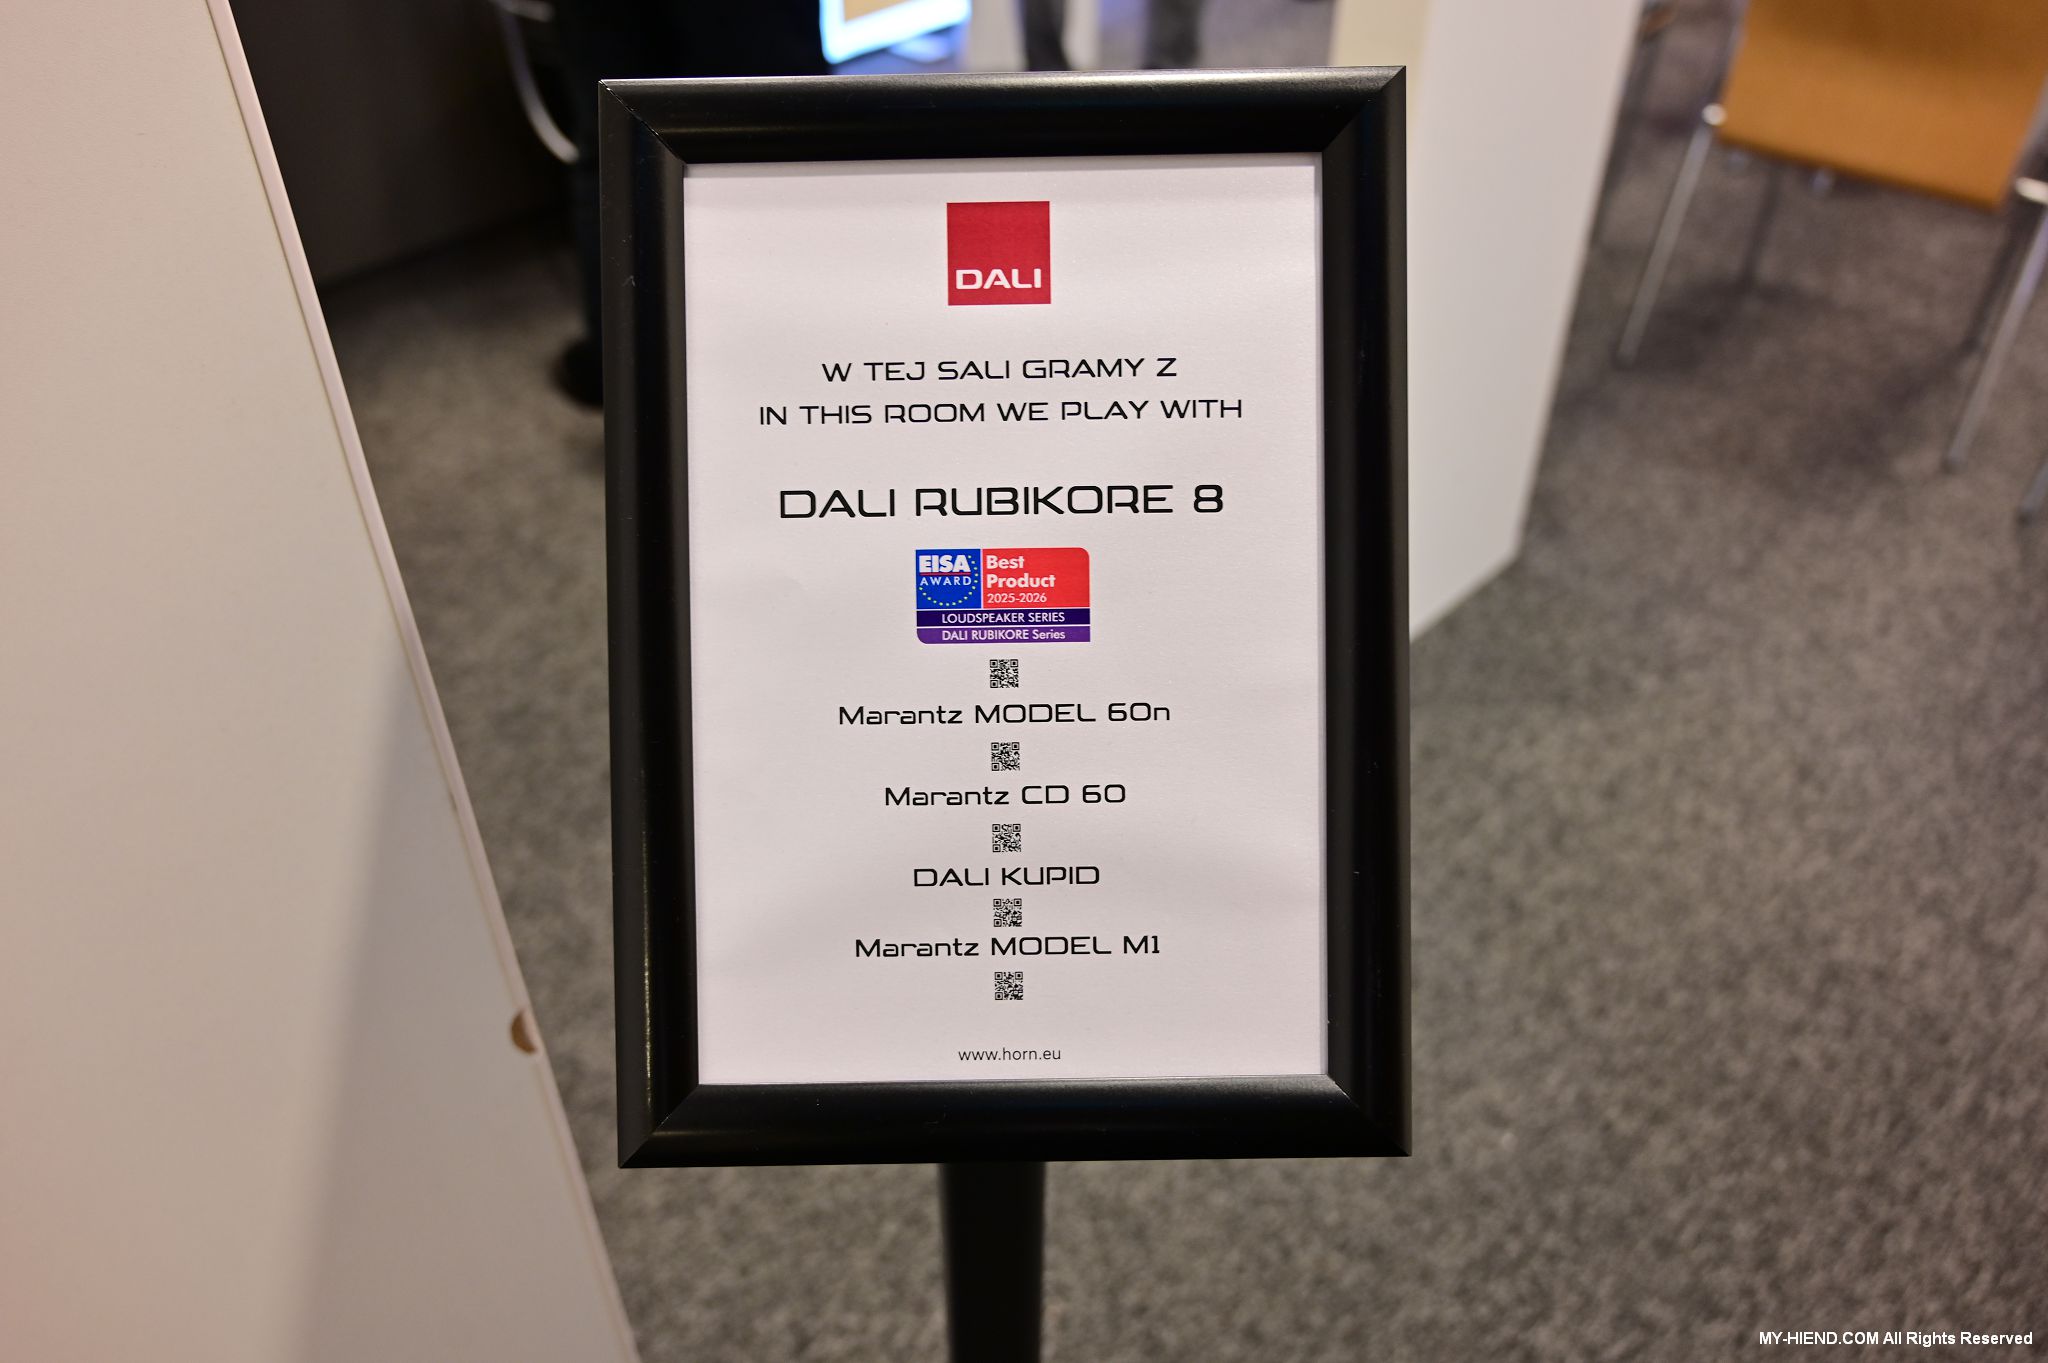 DALI
W TEJ SALI GRAMY Z
IN THIS ROOM WE PLAY WITH
DALI RUBIKORE 8
EISA
AWARD
Best
Product
2025-2026
LOUDSPEAKER SERIES
DALI RUBIKORE Series
Marantz MODEL 60n
Marantz CD 60
DALI KUPID
Marantz MODEL M1
www.horn.eu
MY-HIEND.COM All Rights Reserved